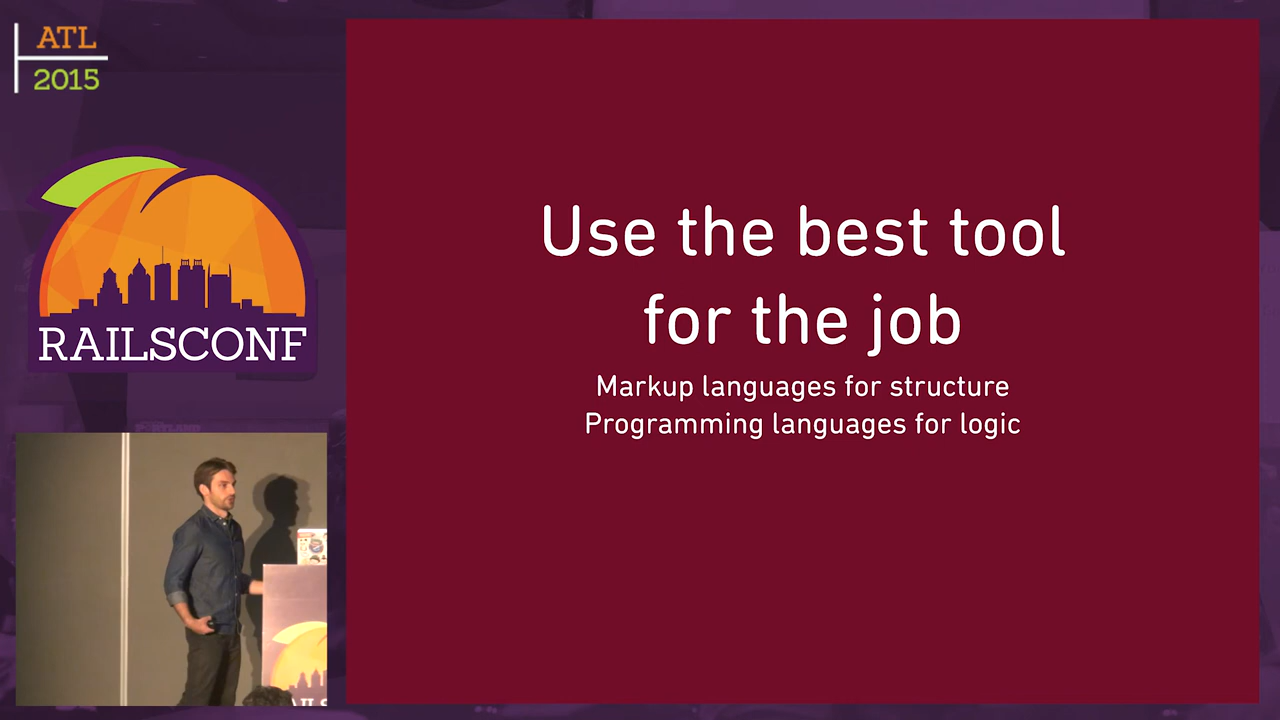 ATL
2015
RAILSCONF
Use the best tool
for the job
Markup languages for structure
Programming languages for logic